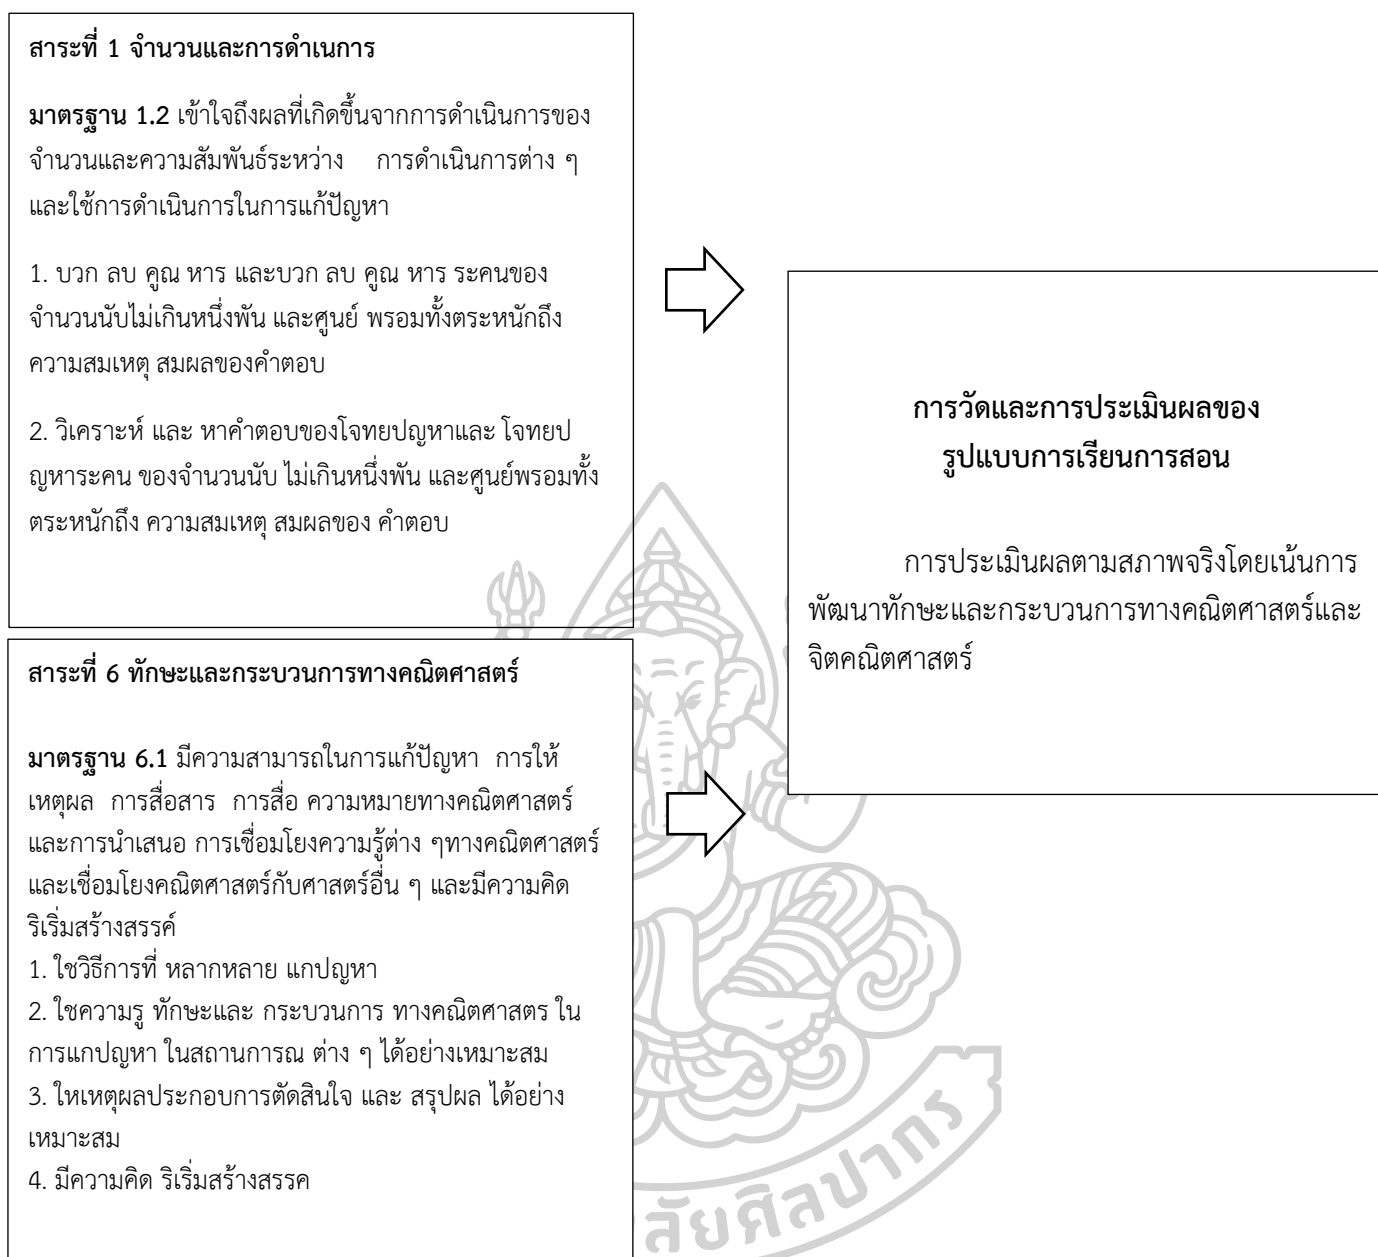 สาระที่ 1 จำนวนและการดำเนการ
มาตรฐาน 1.2 เข้าใจถึงผลที่เกิดขึ้นจากการดำเนินการของ
จำนวนและความสัมพันธ์ระหว่าง การดำเนินการต่าง ๆ
และใช้การดำเนินการในการแก้ปัญหา
1. บวก ลบ คูณ หาร และบวก ลบ คูณ หาร ระคนของ
จำนวนนับไม่เกินหนึ่งพัน และศูนย์ พรอมทั้งตระหนักถึง
ความสมเหตุ สมผลของคำตอบ
2. วิเคราะห์ และ หาคำตอบของโจทยปญหาและ โจทยป
ญหาระคน ของจำนวนนับ ไม่เกินหนึ่งพัน และศูนย์พรอมทั้ง
ตระหนักถึง ความสมเหตุ สมผลของ คำตอบ
สาระที่ 6 ทักษะและกระบวนการทางคณิตศาสตร์
มาตรฐาน 6.1 มีความสามารถในการแก้ปัญหา การให้
เหตุผล การสื่อสาร การสื่อ ความหมายทางคณิตศาสตร์
และการนำเสนอ การเชื่อมโยงความรู้ต่าง ๆทางคณิตศาสตร์
และเชื่อมโยงคณิตศาสตร์กับศาสตร์อื่น ๆ และมีความคิด
ริเริ่มสร้างสรรค์
1. ใชวิธีการที่ หลากหลาย แกปญหา
2. ใชความรู ทักษะและ กระบวนการ ทางคณิตศาสตร ใน
การแกปญหา ในสถานการณ ต่าง ๆ ได้อย่างเหมาะสม
3. ใหเหตุผลประกอบการตัดสินใจ และ สรุปผล ได้อย่าง
เหมาะสม
4. มีความคิด ริเริ่มสร้างสรรค
การวัดและการประเมินผลของ
รูปแบบการเรียนการสอน
การประเมินผลตามสภาพจริงโดยเน้นการ
พัฒนาทักษะและกระบวนการทางคณิตศาสตร์และ
จิตคณิตศาสตร์
ลัยศิลปากร